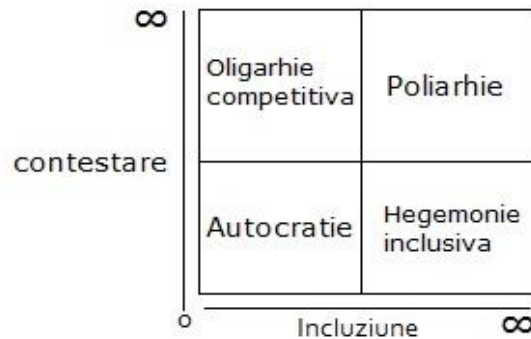 ∞
Oligarhie
competitiva
Poliarhie
contestare
Autocratie
Hegemonie
inclusiva
o
Incluziune
∞